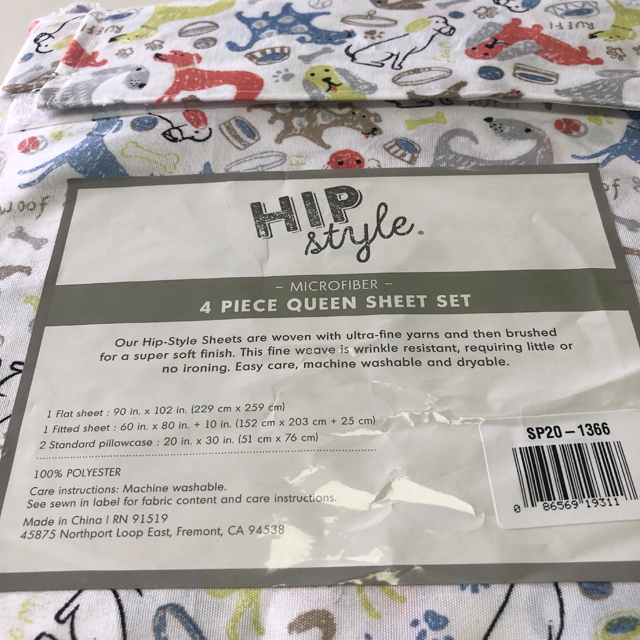 RUFF!
HIP
style®
– MICROFIBER –
4 PIECE QUEEN SHEET SET
Our Hip-Style Sheets are woven with ultra-fine yarns and then brushed
for a super soft finish. This fine weave is wrinkle resistant, requiring little or
no ironing. Easy care, machine washable and dryable.
1 Flat sheet : 90 in. x 102 in. (229 cm x 259 cm)
1 Fitted sheet : 60 in. x 80 in. + 10 in. (152 cm x 203 cm + 25 cm)
2 Standard pillowcase : 20 in. x 30 in. (51 cm x 76 cm)
100% POLYESTER
Care instructions: Machine washable.
See sewn in label for fabric content and care instructions.
Made in China | RN 91519
45875 Northport Loop East, Fremont, CA 94538
SP20-1366
0 86569 19311